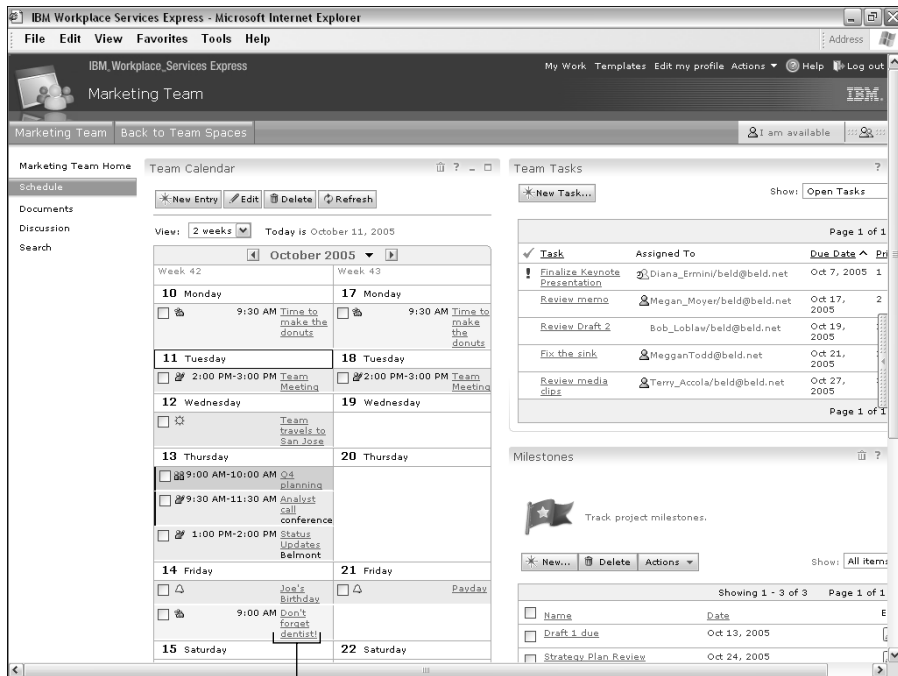 IBM Workplace Services Express - Microsoft Internet Explorer
File Edit View Favorites Tools Help
Address
IBM_Workplace_Services Express
My Work Templates Edit my profile Actions Help Log out
Marketing Team
IBM.
Marketing Team Back to Team Spaces
I am available
Marketing Team Home
Schedule
Documents
Discussion
Search
Team Calendar
New Entry Edit Delete Refresh
View: 2 weeks Today is October 11, 2005
October 2005
Week 42 Week 43
10 Monday 17 Monday
9:30 AM Time to make the donuts
9:30 AM Time to make the donuts
11 Tuesday 18 Tuesday
2:00 PM-3:00 PM Team Meeting
2:00 PM-3:00 PM Team Meeting
12 Wednesday 19 Wednesday
Team travels to San Jose
13 Thursday 20 Thursday
9:00 AM-10:00 AM Q4 planning
9:30 AM-11:30 AM Analyst call conference
1:00 PM-2:00 PM Status Updates Belmont
14 Friday 21 Friday
Joe's Birthday
Payday
9:00 AM Don't forget dentist!
15 Saturday 22 Saturday
Team Tasks ?
New Task... Show: Open Tasks
Page 1 of 1
Task Assigned To Due Date Pri
Finalize Keynote Presentation Diana_Ermini/beld@beld.net Oct 7, 2005 1
Review memo Megan_Moyer/beld@beld.net Oct 17, 2005 2
Review Draft 2 Bob_Loblaw/beld@beld.net Oct 19, 2005
Fix the sink MegganTodd@beld.net Oct 21, 2005
Review media clips Terry_Accola/beld@beld.net Oct 27, 2005
Page 1 of 1
Milestones ?
Track project milestones.
New... Delete Actions Show: All items
Showing 1 - 3 of 3 Page 1 of 1
Name Date E
Draft 1 due Oct 13, 2005
Strategy Plan Review Oct 24, 2005